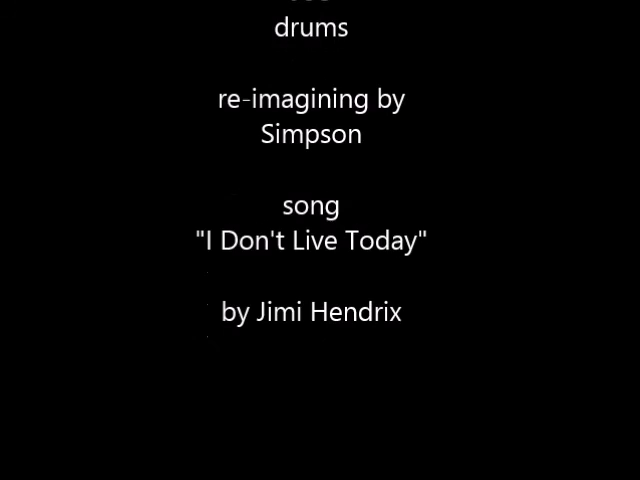 drums
re-imagining by
Simpson
song
"I Don't Live Today"
by Jimi Hendrix